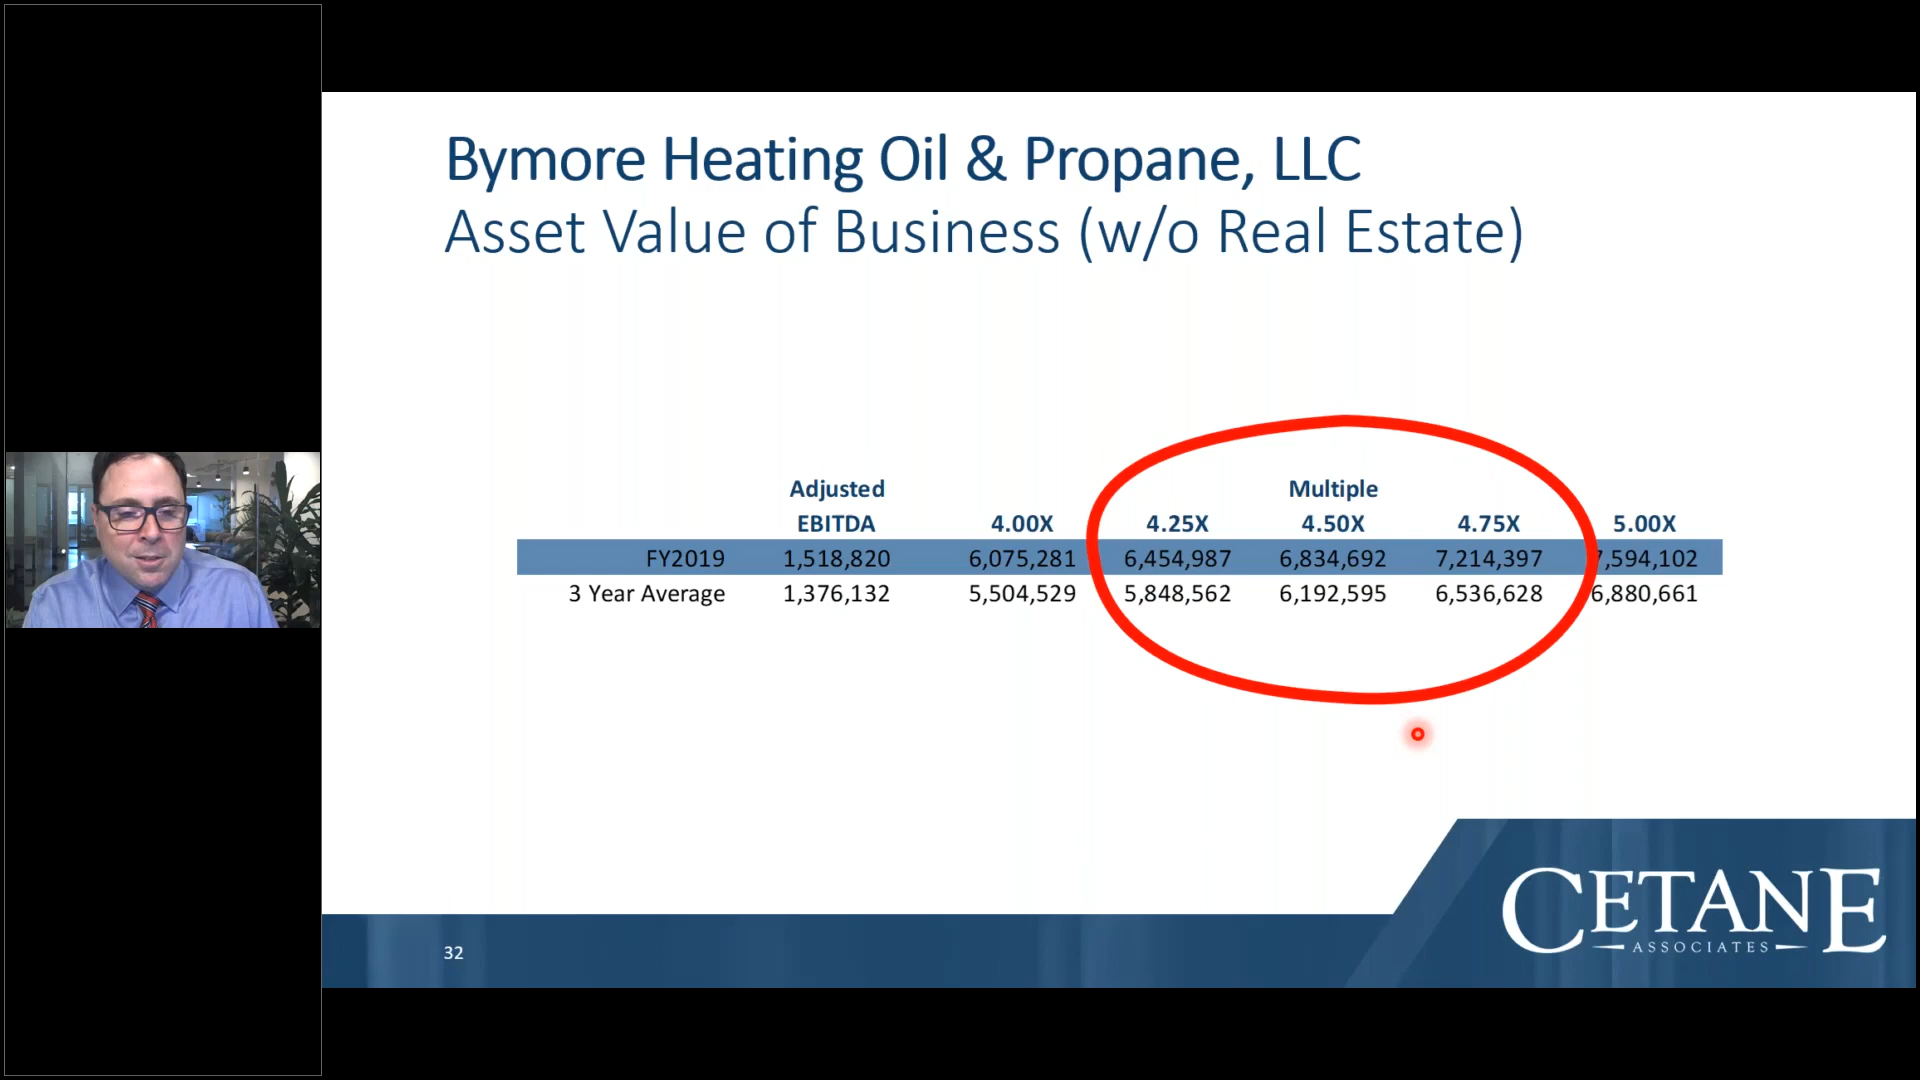 Bymore Heating Oil & Propane, LLC
Asset Value of Business (w/o Real Estate)
Adjusted Multiple
EBITDA 4.00X 4.25X 4.50X 4.75X 5.00X
FY2019 1,518,820 6,075,281 6,454,987 6,834,692 7,214,397 7,594,102
3 Year Average 1,376,132 5,504,529 5,848,562 6,192,595 6,536,628 6,880,661
32
CETANE
ASSOCIATES